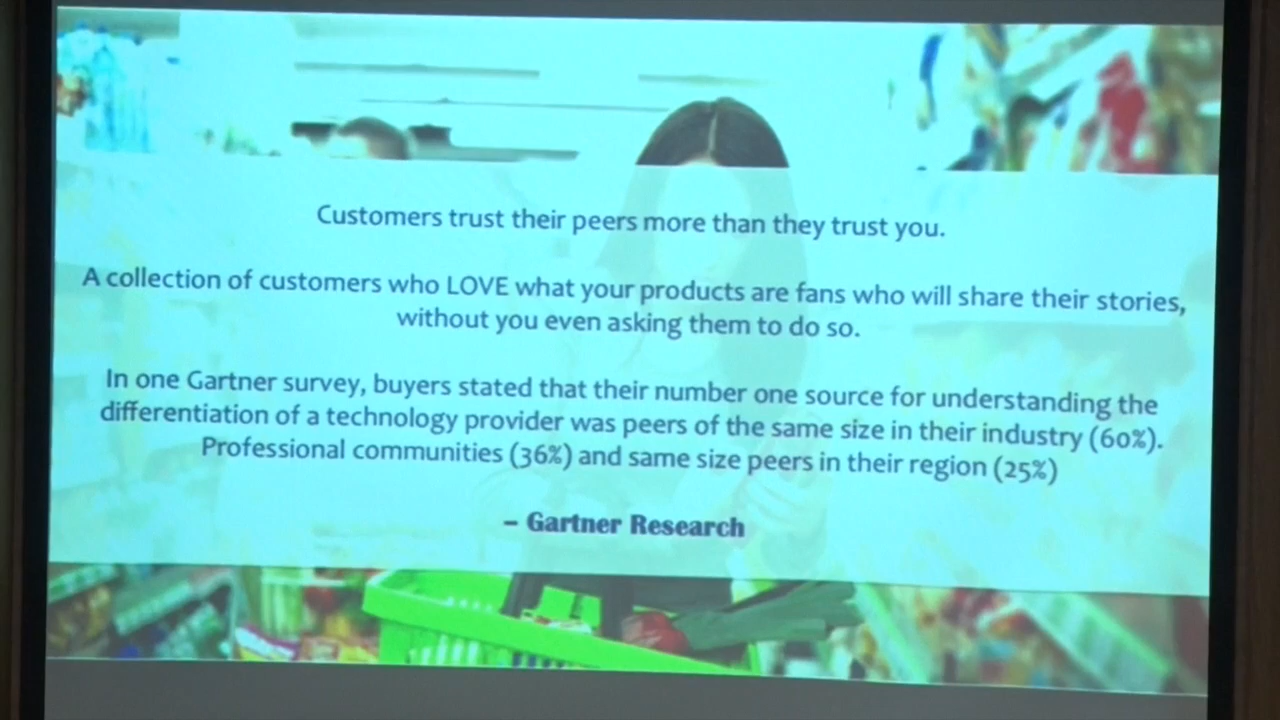 Customers trust their peers more than they trust you.
A collection of customers who LOVE what your products are fans who will share their stories,
without you even asking them to do so.
In one Gartner survey, buyers stated that their number one source for understanding the
differentiation of a technology provider was peers of the same size in their industry (60%).
Professional communities (36%) and same size peers in their region (25%)
– Gartner Research